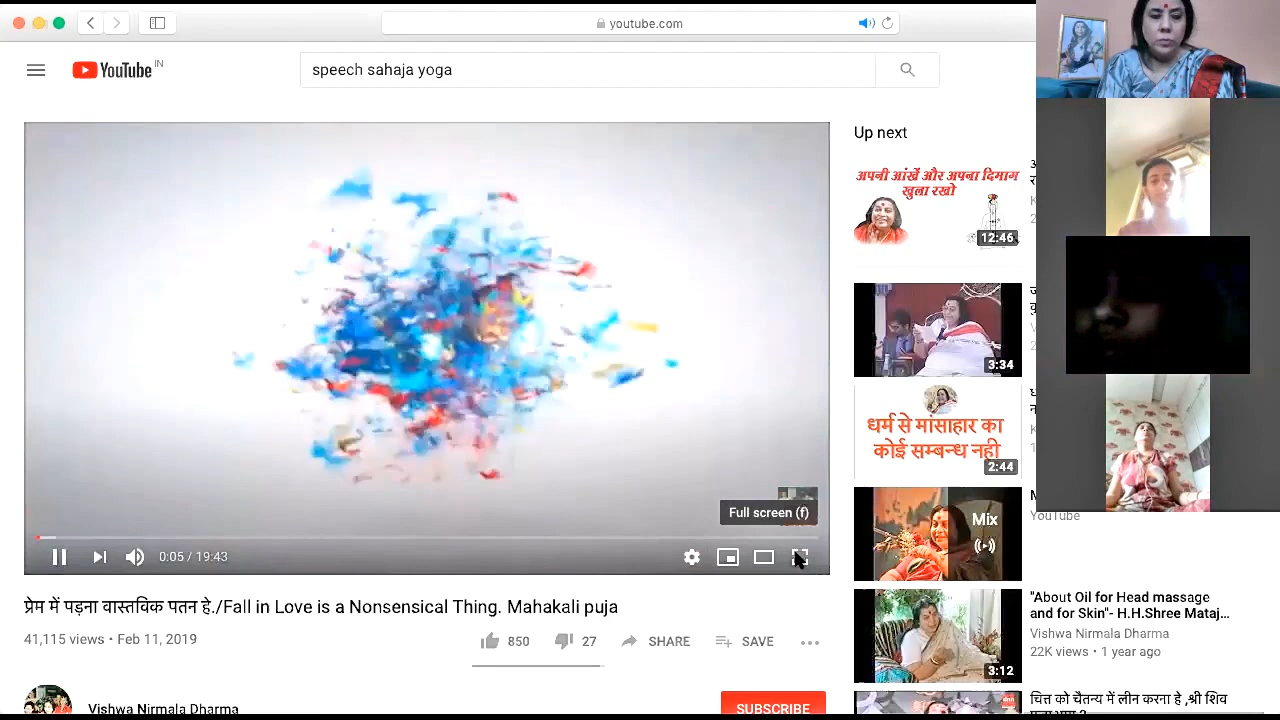 youtube.com
YouTube IN
speech sahaja yoga
Up next
अपनी आंखें और अपना दिमाग
खुला रखो
12:46
3:34
धर्म से मांसाहार का
कोई सम्बन्ध नही
2:44
Mix
YouTube
Full screen (f)
0:05 / 19:43
3:12
"About Oil for Head massage
and for Skin"- H.H.Shree Mataj...
Vishwa Nirmala Dharma
22K views • 1 year ago
प्रेम में पड़ना वास्तविक पतन हे./Fall in Love is a Nonsensical Thing. Mahakali puja
41,115 views • Feb 11, 2019
850
27
SHARE
SAVE
Vishwa Nirmala Dharma
SUBSCRIBE
चित्त को चैतन्य में लीन करना है ,श्री शिव